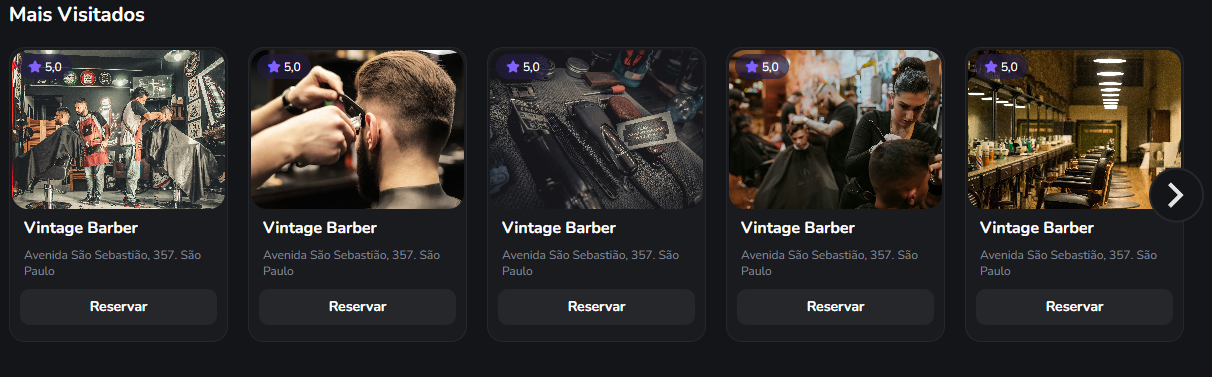 Mais Visitados
5,0
5,0
5,0
5,0
5,0
Vintage Barber
Vintage Barber
Vintage Barber
Vintage Barber
Vintage Barber
Avenida São Sebastião, 357. São
Paulo
Avenida São Sebastião, 357. São
Paulo
Avenida São Sebastião, 357. São
Paulo
Avenida São Sebastião, 357. São
Paulo
Avenida São Sebastião, 357. São
Paulo
Reservar
Reservar
Reservar
Reservar
Reservar